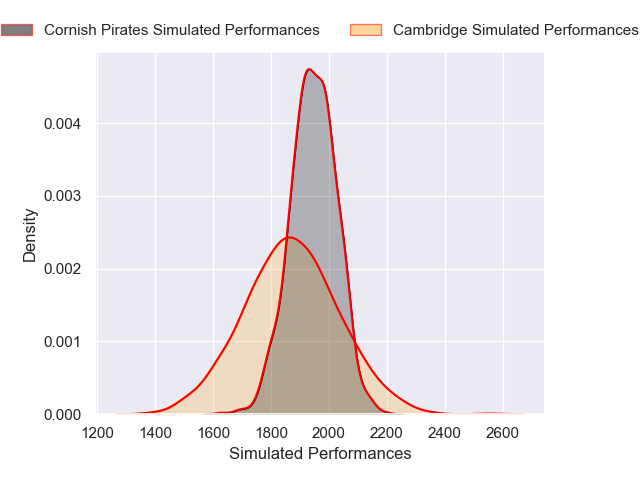 Cornish Pirates Simulated Performances Cambridge Simulated Performances
0.004
0.003
0.002
0.001
0.000
Density
1200 1400 1600 1800 2000 2200 2400 2600
Simulated Performances